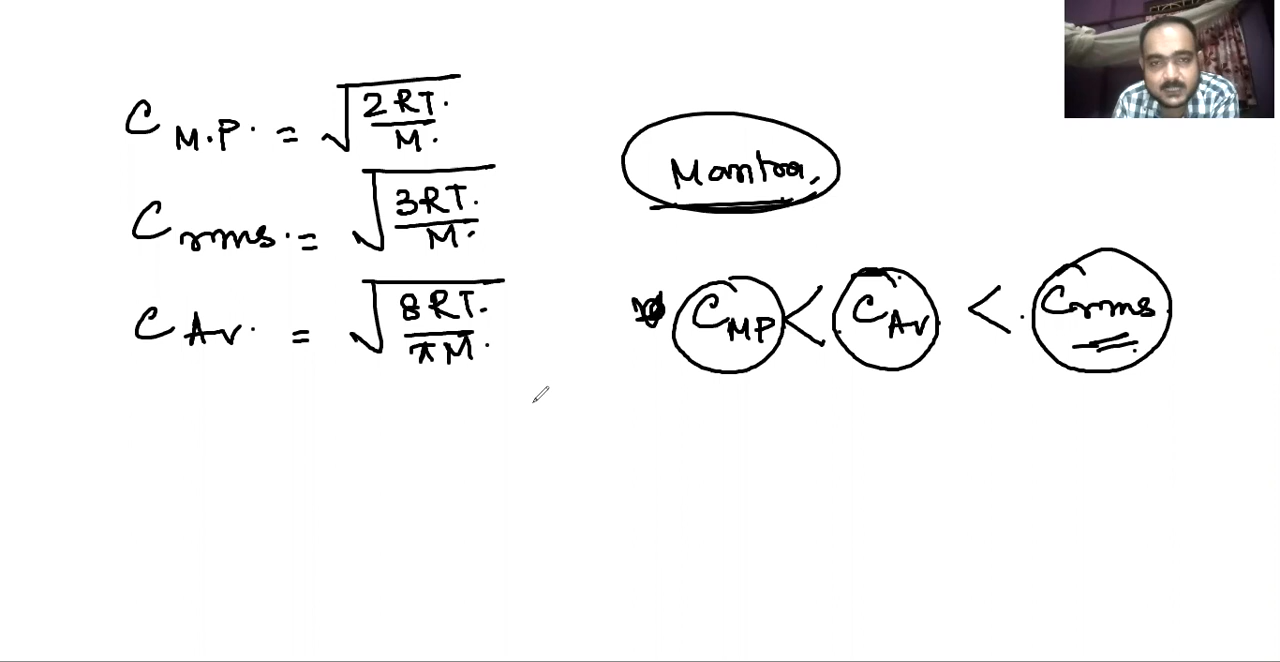 C M.P. = √2RT./M.
Mantra,
C rms. = √3RT./M.
C MP < C Av < C rms
C Av. = √8RT./πM.